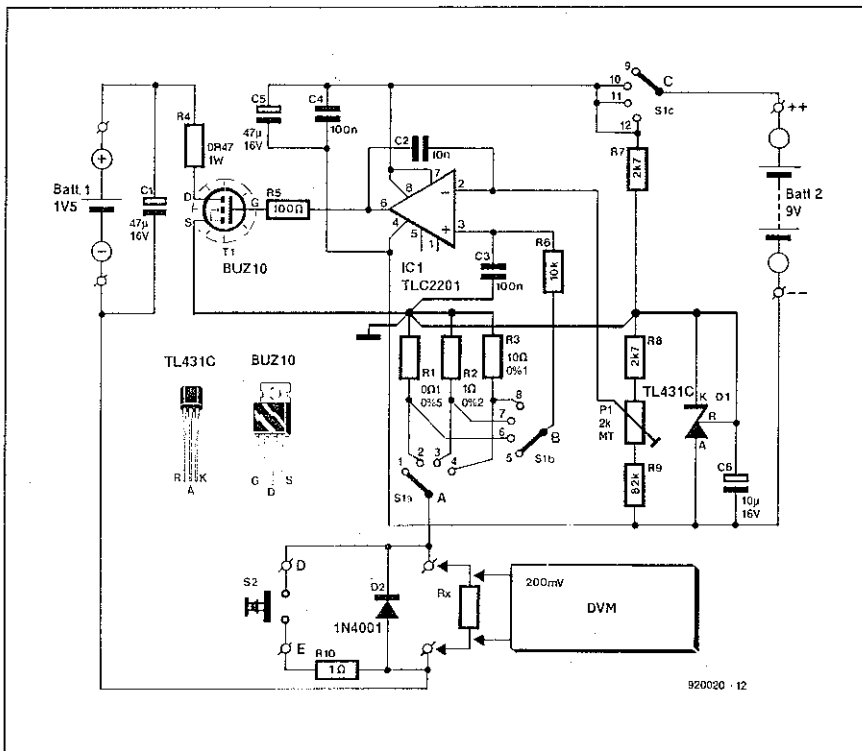 9
C
10
11
12
S1c
++
C5
C4
47µ
16V
100n
R4
0R47
1W
C2
10n
R7
2k7
Batt.1
1V5
C1
47µ
16V
D
G
S
T1
BUZ10
R5
100Ω
6
8
7
2
3
4
5
1
−
+
IC1
TLC2201
C3
100n
R6
10k
Batt 2
9V
--
R1
0Ω1
0%5
R2
1Ω
0%2
R3
10Ω
0%1
R8
2k7
TL431C
K
D1
R
A
P1
2k
MT
R9
C6
10µ
16V
TL431C
BUZ10
R
A
K
G
D
S
8
7
6
5
B
S1b
1
2
3
4
S1a
A
S2
D
E
D2
1N4001
R10
1Ω
Rx
200mV
DVM
920020 - 12